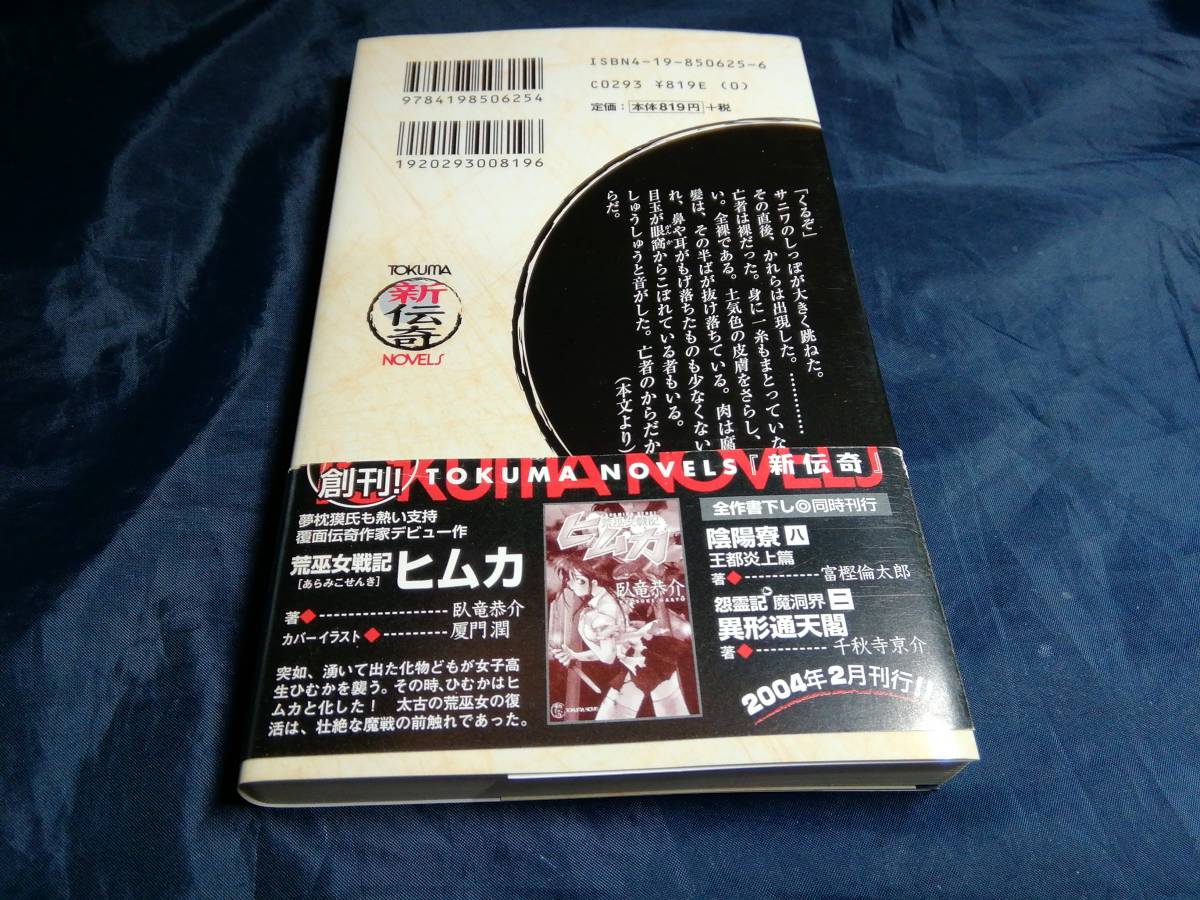 ISBN4-19-850625-6
C0293 ¥819E (0)
定価：本体819円+税
9784198506254
1920293008196
「くるぞ」
サニワのしっぽが大きく跳ねた。
その直後、かれらは出現した。…………
亡者は裸だった。身に一糸もまとっていな
い。全裸である。土気色の皮膚をさらし、
髪は、その半ばが抜け落ちている。肉は腐
れ、鼻や耳がもげ落ちたものも少なくない。
目玉が眼窩からこぼれている者もいる。
がんか
しゅうしゅうと音がした。亡者のからだか
らだ。
（本文より）
TOKUMA
新伝奇
NOVELS
TOKUMA NOVELS
創刊!
TOKUMA NOVELS『新伝奇』
夢枕獏氏も熱い支持
覆面伝奇作家デビュー作
荒巫女戦記
[あらみこせんき]
ヒムカ
著◆------------------臥竜恭介
カバーイラスト◆----------厦門潤
突如、湧いて出た化物どもが女子高
生ひむかを襲う。その時、ひむかはヒ
ムカと化した！　太古の荒巫女の復
活は、壮絶な魔戦の前触れであった。
荒巫女戦記
ヒムカ
臥竜恭介
TOKUMA NOVELS
全作書下し◎同時刊行
陰陽寮 八
王都炎上篇
著◆----------富樫倫太郎
怨霊記 魔洞界 二
異形通天閣
著◆----------千秋寺京介
2004年2月刊行!!